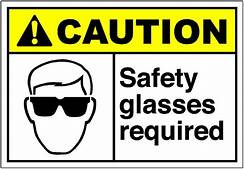 CAUTION
Safety
glasses
required